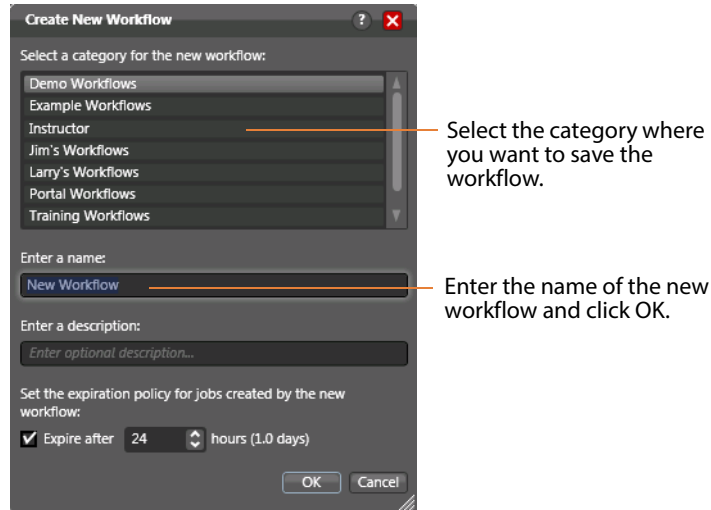 Create New Workflow
?
Select a category for the new workflow:
Demo Workflows
Example Workflows
Instructor
Jim's Workflows
Larry's Workflows
Portal Workflows
Training Workflows
Select the category where
you want to save the
workflow.
Enter a name:
New Workflow
Enter the name of the new
workflow and click OK.
Enter a description:
Enter optional description...
Set the expiration policy for jobs created by the new
workflow:
Expire after 24 hours (1.0 days)
OK Cancel